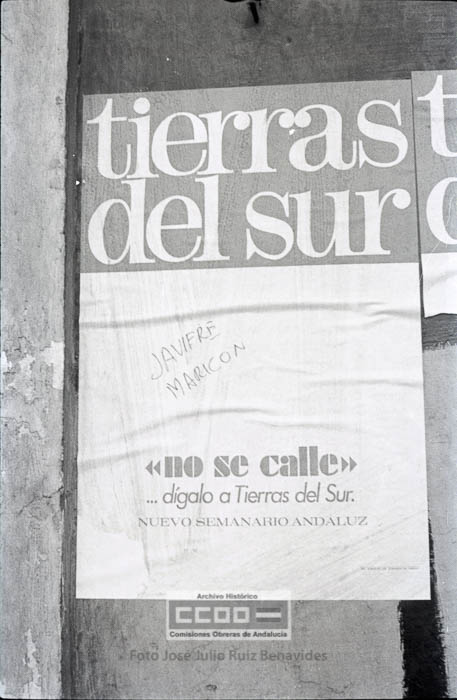 tierras
del sur
JAVIFRE
MARICON
«no se calle»
... dígalo a Tierras del Sur.
NUEVO SEMANARIO ANDALUZ
t
d
Archivo Histórico
CCOO
Comisiones Obreras de Andalucía
Foto José Julio Ruiz Benavides